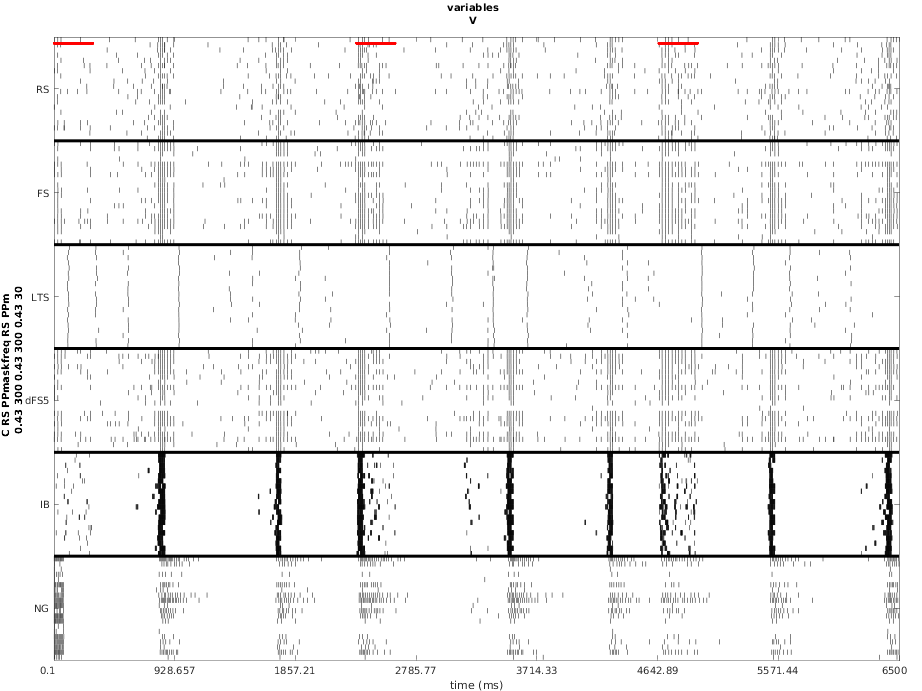 variables
V
RS
FS
LTS
dFS5
IB
NG
C RS PPmaskfreq RS PPm
0.43 300 0.43 300 0.43 30
0.1 928.657 1857.21 2785.77 3714.33 4642.89 5571.44 6500
time (ms)